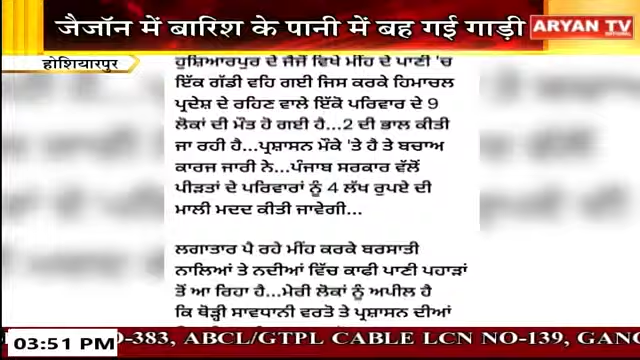 जैजॉन में बारिश के पानी में बह गई गाड़ी
ARYAN TV
होशियारपुर
ਹੁਸ਼ਿਆਰਪੁਰ ਦੇ ਜੈਜੋਂ ਵਿਖੇ ਮੀਂਹ ਦੇ ਪਾਣੀ 'ਚ
ਇੱਕ ਗੱਡੀ ਵਹਿ ਗਈ ਜਿਸ ਕਰਕੇ ਹਿਮਾਚਲ
ਪ੍ਰਦੇਸ਼ ਦੇ ਰਹਿਣ ਵਾਲੇ ਇੱਕੋ ਪਰਿਵਾਰ ਦੇ 9
ਲੋਕਾਂ ਦੀ ਮੌਤ ਹੋ ਗਈ ਹੈ...2 ਦੀ ਭਾਲ ਕੀਤੀ
ਜਾ ਰਹੀ ਹੈ...ਪ੍ਰਸ਼ਾਸਨ ਮੌਕੇ 'ਤੇ ਹੈ ਤੇ ਬਚਾਅ
ਕਾਰਜ ਜਾਰੀ ਨੇ...ਪੰਜਾਬ ਸਰਕਾਰ ਵੱਲੋਂ
ਪੀੜਤਾਂ ਦੇ ਪਰਿਵਾਰਾਂ ਨੂੰ 4 ਲੱਖ ਰੁਪਏ ਦੀ
ਮਾਲੀ ਮਦਦ ਕੀਤੀ ਜਾਵੇਗੀ...
ਲਗਾਤਾਰ ਪੈ ਰਹੇ ਮੀਂਹ ਕਰਕੇ ਬਰਸਾਤੀ
ਨਾਲਿਆਂ ਤੇ ਨਦੀਆਂ ਵਿੱਚ ਕਾਫੀ ਪਾਣੀ ਪਹਾੜਾਂ
ਤੋਂ ਆ ਰਿਹਾ ਹੈ...ਮੇਰੀ ਲੋਕਾਂ ਨੂੰ ਅਪੀਲ ਹੈ
ਕਿ ਥੋੜ੍ਹੀ ਸਾਵਧਾਨੀ ਵਰਤੋ ਤੇ ਪ੍ਰਸ਼ਾਸਨ ਦੀਆਂ
03:51 PM
O-383, ABCL/GTPL CABLE LCN NO-139, GANG